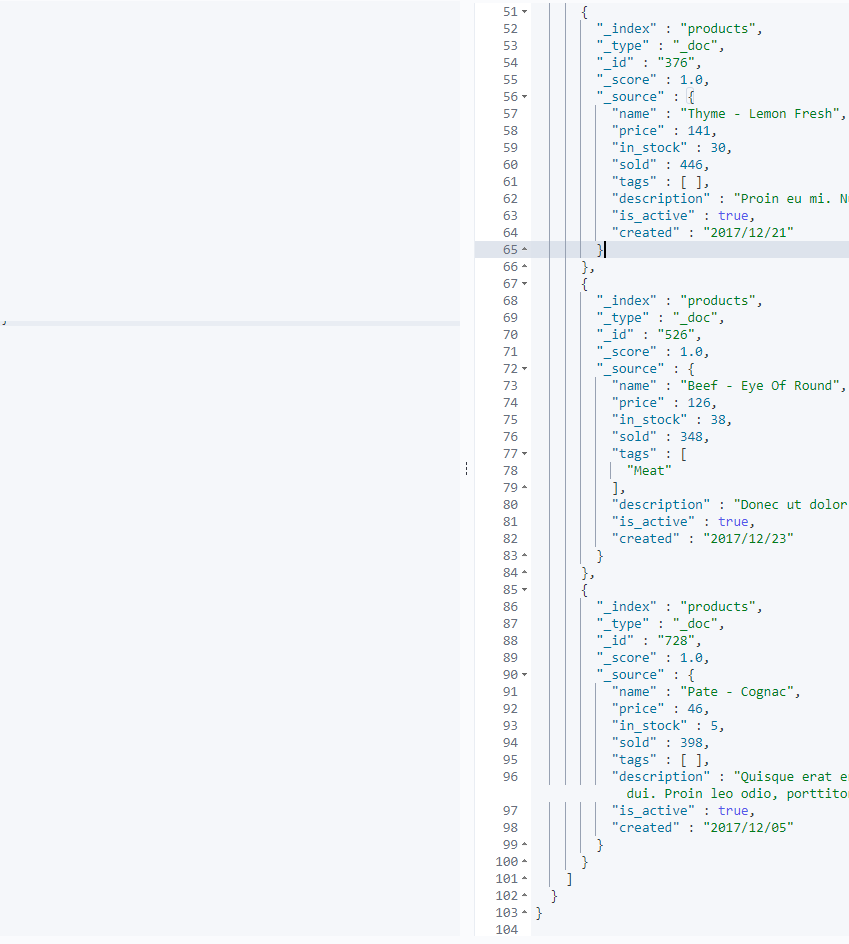 51 {
52 "_index" : "products",
53 "_type" : "_doc",
54 "_id" : "376",
55 "_score" : 1.0,
56 "_source" : {
57 "name" : "Thyme - Lemon Fresh",
58 "price" : 141,
59 "in_stock" : 30,
60 "sold" : 446,
61 "tags" : [ ],
62 "description" : "Proin eu mi.
63 "is_active" : true,
64 "created" : "2017/12/21"
65 }
66 },
67 {
68 "_index" : "products",
69 "_type" : "_doc",
70 "_id" : "526",
71 "_score" : 1.0,
72 "_source" : {
73 "name" : "Beef - Eye Of Round",
74 "price" : 126,
75 "in_stock" : 38,
76 "sold" : 348,
77 "tags" : [
78 "Meat"
79 ],
80 "description" : "Donec ut dolor
81 "is_active" : true,
82 "created" : "2017/12/23"
83 }
84 },
85 {
86 "_index" : "products",
87 "_type" : "_doc",
88 "_id" : "728",
89 "_score" : 1.0,
90 "_source" : {
91 "name" : "Pate - Cognac",
92 "price" : 46,
93 "in_stock" : 5,
94 "sold" : 398,
95 "tags" : [ ],
96 "description" : "Quisque erat
dui. Proin leo odio,
97 "is_active" : true,
98 "created" : "2017/12/05"
99 }
100 }
101 ]
102 }
103 }
104